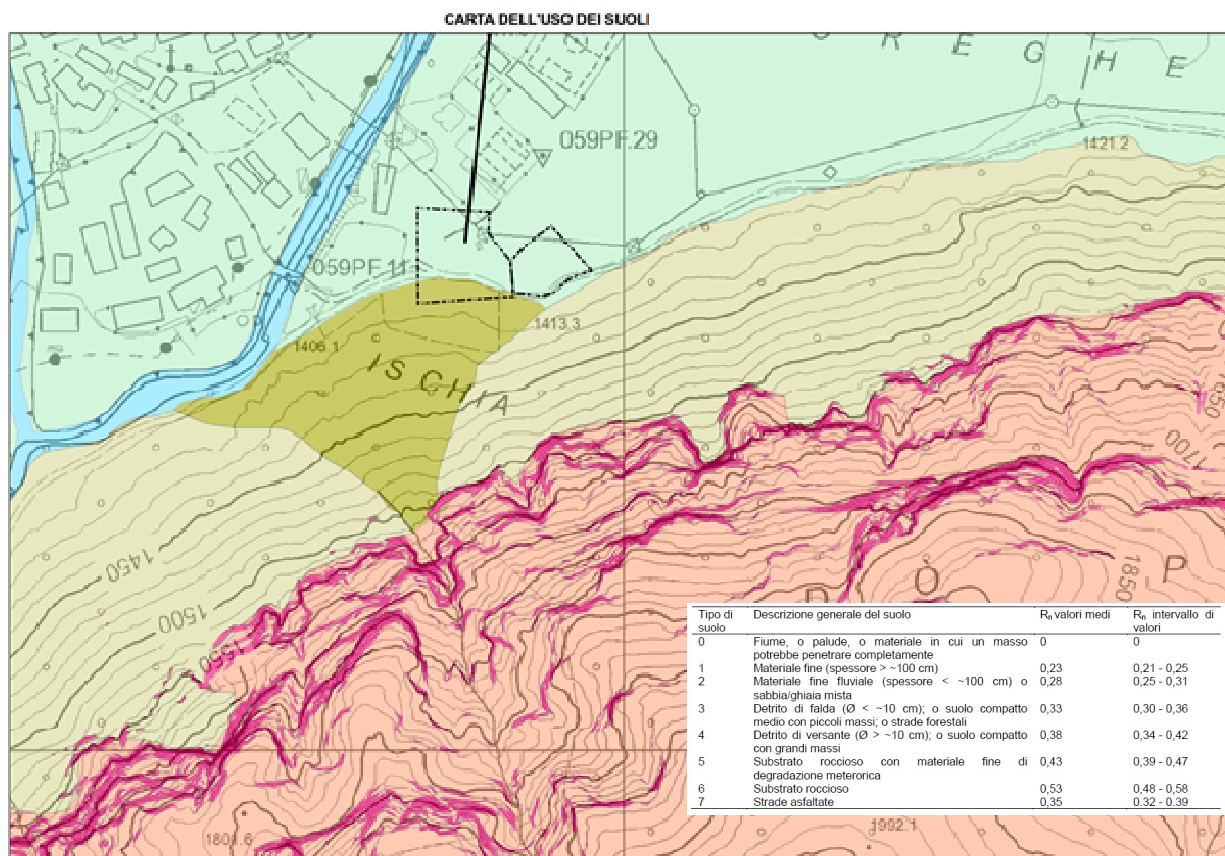 CARTA DELL'USO DEI SUOLI
R E G H E
059PF.29
1421.2
059PF.11
1413.3
1406.1
ISCHIA
1450
1500
1550
1700
1850
P
Ò
1801.6
1992.1
Tipo di suolo Descrizione generale del suolo Rn valori medi Rn intervallo di valori
0 Fiume, o palude, o materiale in cui un masso 0 0
potrebbe penetrare completamente
1 Materiale fine (spessore > ~100 cm) 0,23 0,21 - 0,25
2 Materiale fine fluviale (spessore < ~100 cm) o 0,28 0,25 - 0,31
sabbia/ghiaia mista
3 Detrito di falda (Ø < ~10 cm); o suolo compatto 0,33 0,30 - 0,36
medio con piccoli massi; o strade forestali
4 Detrito di versante (Ø > ~10 cm); o suolo compatto 0,38 0,34 - 0,42
con grandi massi
5 Substrato roccioso con materiale fine di 0,43 0,39 - 0,47
degradazione meterorica
6 Substrato roccioso 0,53 0,48 - 0,58
7 Strade asfaltate 0,35 0,32 - 0,39